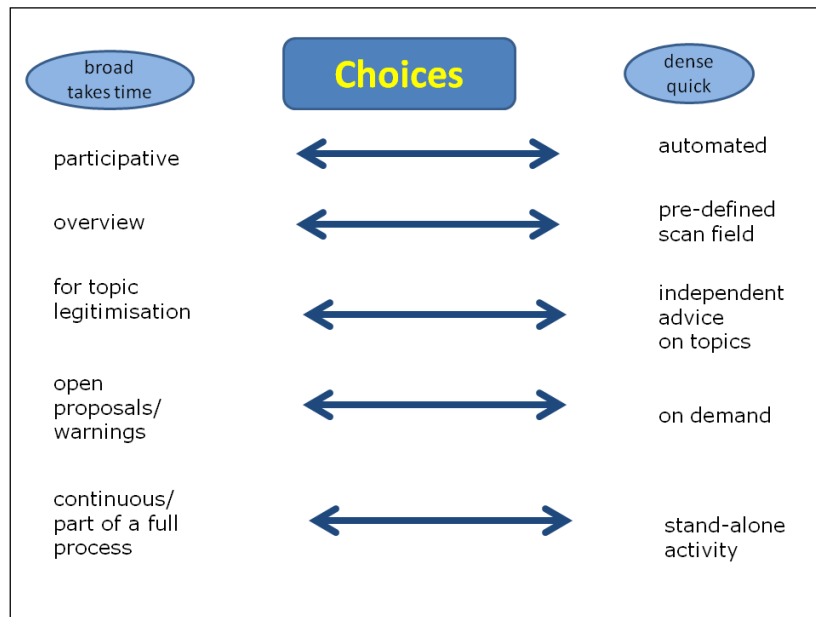 broad
takes time
Choices
dense
quick
participative
automated
overview
pre-defined
scan field
for topic
legitimisation
independent
advice
on topics
open
proposals/
warnings
on demand
continuous/
part of a full
process
stand-alone
activity